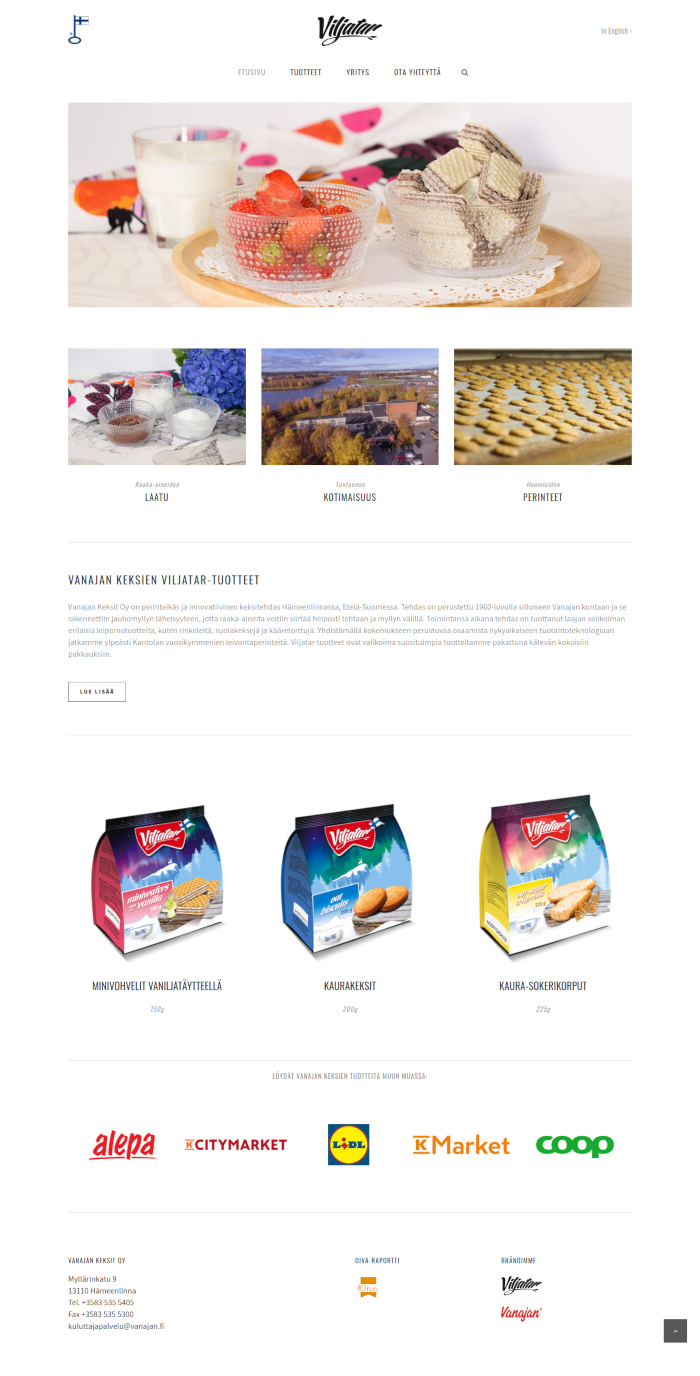 Viljatar
In English ›
ETUSIVU TUOTTEET YRITYS OTA YHTEYTTÄ
Raaka-aineiden
LAATU
Tuotannon
KOTIMAISUUS
Huomioiden
PERINTEET
VANAJAN KEKSIEN VILJATAR-TUOTTEET
Vanajan Keksit Oy on perinteikäs ja innovatiivinen keksitehdas Hämeenlinnassa, Etelä-Suomessa. Tehdas on perustettu 1960-luvulla silloiseen Vanajan kuntaan ja se
rakennettiin jauhomyllyn läheisyyteen, jotta raaka-aineita voitiin siirtää helposti tehtaan ja myllyn välillä. Toimintansa aikana tehdas on tuottanut laajan valikoiman
erilaisia leipomotuotteita, kuten rinkeleitä, suolakeksejä ja kääretorttuja. Yhdistämällä kokemukseen perustuvaa osaamista nykyaikaiseen tuotantoteknologiaan
jatkamme ylpeästi Kantolan vuosikymmenien leivontaperinteitä. Viljatar-tuotteet ovat valikoima suosituimpia tuotteitamme pakattuna kätevän kokoisiin
pakkauksiin.
LUE LISÄÄ
Viljatar
miniwafers
vanilla
Viljatar
oat
biscuits
200 g
Viljatar
225 g
MINIVOHVELIT VANILJATÄYTTEELLÄ
150g
KAURAKEKSIT
200g
KAURA-SOKERIKORPUT
225g
LÖYDÄT VANAJAN KEKSIEN TUOTTEITA MUUN MUASSA:
alepa
K CITYMARKET
LIDL
K Market
coop
VANAJAN KEKSIT OY
Myllärinkatu 9
13110 Hämeenlinna
Tel. +3583 535 5405
Fax +3583 535 5300
kuluttajapalvelu@vanajan.fi
OIVA-RAPORTTI
Oiva
BRÄNDIMME
Viljatar
Vanajan